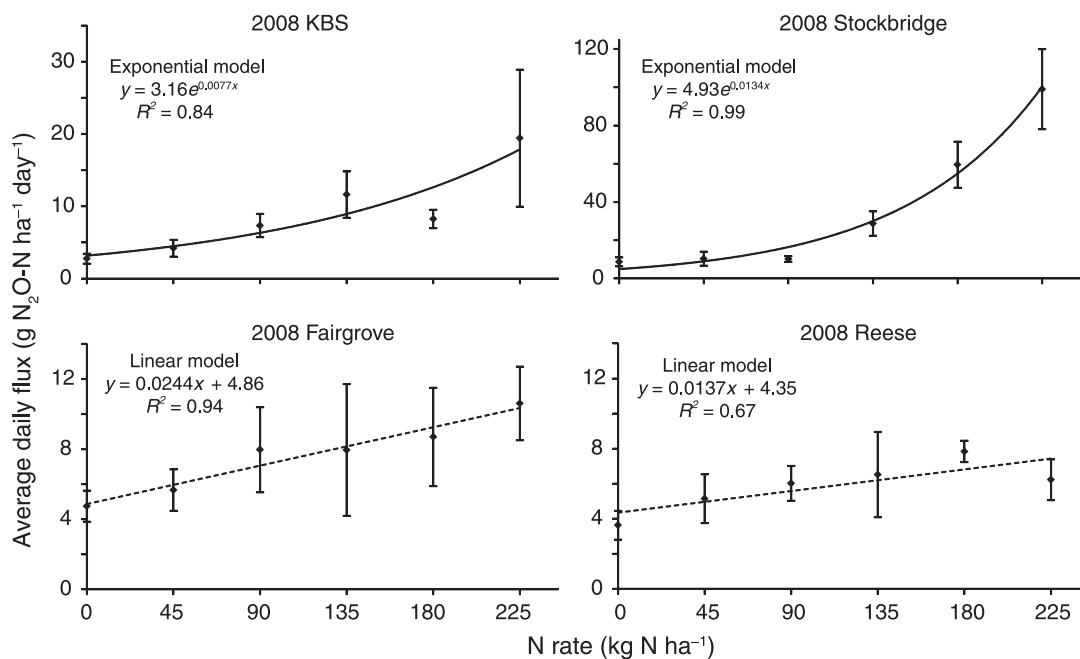 2008 KBS
Exponential model
y = 3.16e^0.0077x
R² = 0.84
30
20
10
0
2008 Stockbridge
Exponential model
y = 4.93e^0.0134x
R² = 0.99
120
80
40
0
2008 Fairgrove
Linear model
y = 0.0244x + 4.86
R² = 0.94
12
8
4
0
0 45 90 135 180 225
2008 Reese
Linear model
y = 0.0137x + 4.35
R² = 0.67
12
8
4
0
0 45 90 135 180 225
Average daily flux (g N₂O-N ha⁻¹ day⁻¹)
N rate (kg N ha⁻¹)